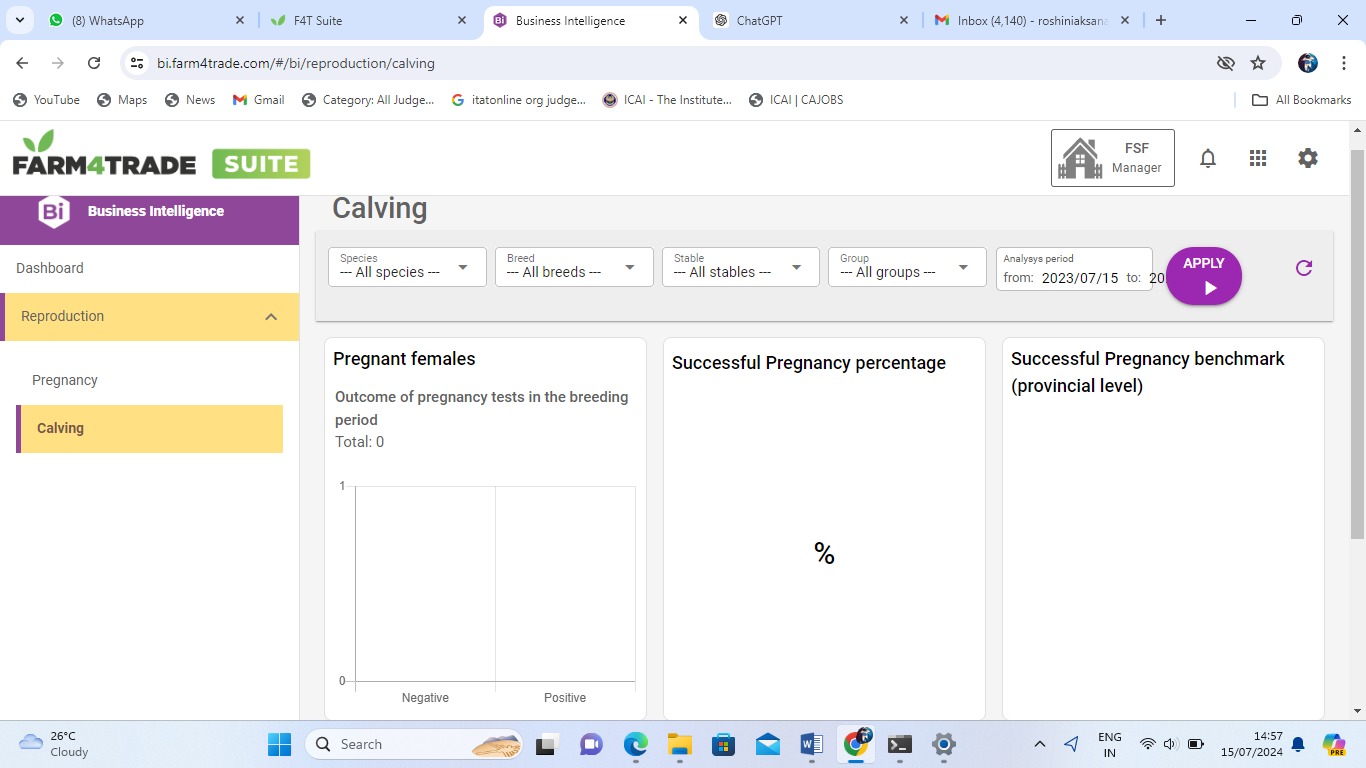 (8) WhatsApp
F4T Suite
Business Intelligence
ChatGPT
Inbox (4,140) - roshiniaksana
bi.farm4trade.com/#/bi/reproduction/calving
YouTube
Maps
News
Gmail
Category: All Judge...
itatonline org judge...
ICAI - The Institute...
ICAI | CAJOBS
All Bookmarks
FARM4TRADE SUITE
FSF
Manager
Bi Business Intelligence
Dashboard
Reproduction
Pregnancy
Calving
Calving
Species
--- All species ---
Breed
--- All breeds ---
Stable
--- All stables ---
Group
--- All groups ---
Analysys period
from: 2023/07/15 to: 20
APPLY
Pregnant females
Outcome of pregnancy tests in the breeding
period
Total: 0
1
0
Negative
Positive
Successful Pregnancy percentage
%
Successful Pregnancy benchmark
(provincial level)
26°C
Cloudy
Search
ENG
IN
14:57
15/07/2024
PRE